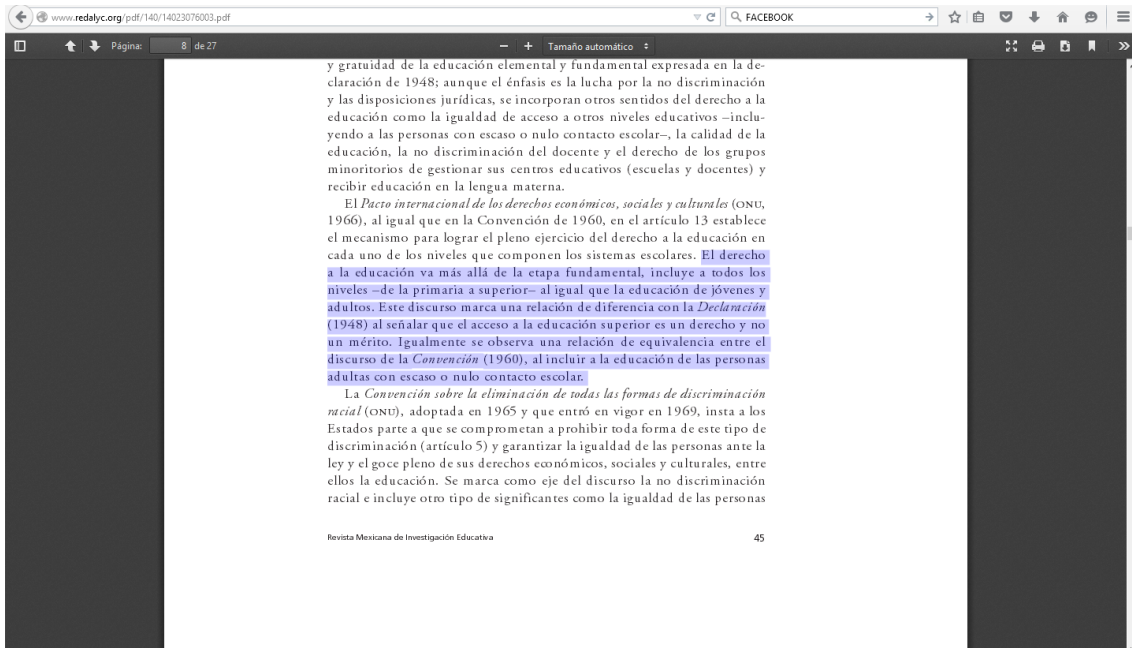 www.redalyc.org/pdf/140/14023076003.pdf
FACEBOOK
Página:
8
de 27
Tamaño automático
y gratuidad de la educación elemental y fundamental expresada en la de-
claración de 1948; aunque el énfasis es la lucha por la no discriminación
y las disposiciones jurídicas, se incorporan otros sentidos del derecho a la
educación como la igualdad de acceso a otros niveles educativos –inclu-
yendo a las personas con escaso o nulo contacto escolar–, la calidad de la
educación, la no discriminación del docente y el derecho de los grupos
minoritorios de gestionar sus centros educativos (escuelas y docentes) y
recibir educación en la lengua materna.
El Pacto internacional de los derechos económicos, sociales y culturales (ONU,
1966), al igual que en la Convención de 1960, en el artículo 13 establece
el mecanismo para lograr el pleno ejercicio del derecho a la educación en
cada uno de los niveles que componen los sistemas escolares. El derecho
a la educación va más allá de la etapa fundamental, incluye a todos los
niveles –de la primaria a superior– al igual que la educación de jóvenes y
adultos. Este discurso marca una relación de diferencia con la Declaración
(1948) al señalar que el acceso a la educación superior es un derecho y no
un mérito. Igualmente se observa una relación de equivalencia entre el
discurso de la Convención (1960), al incluir a la educación de las personas
adultas con escaso o nulo contacto escolar.
La Convención sobre la eliminación de todas las formas de discriminación
racial (ONU), adoptada en 1965 y que entró en vigor en 1969, insta a los
Estados parte a que se comprometan a prohibir toda forma de este tipo de
discriminación (artículo 5) y garantizar la igualdad de las personas ante la
ley y el goce pleno de sus derechos económicos, sociales y culturales, entre
ellos la educación. Se marca como eje del discurso la no discriminación
racial e incluye otro tipo de significantes como la igualdad de las personas
Revista Mexicana de Investigación Educativa
45